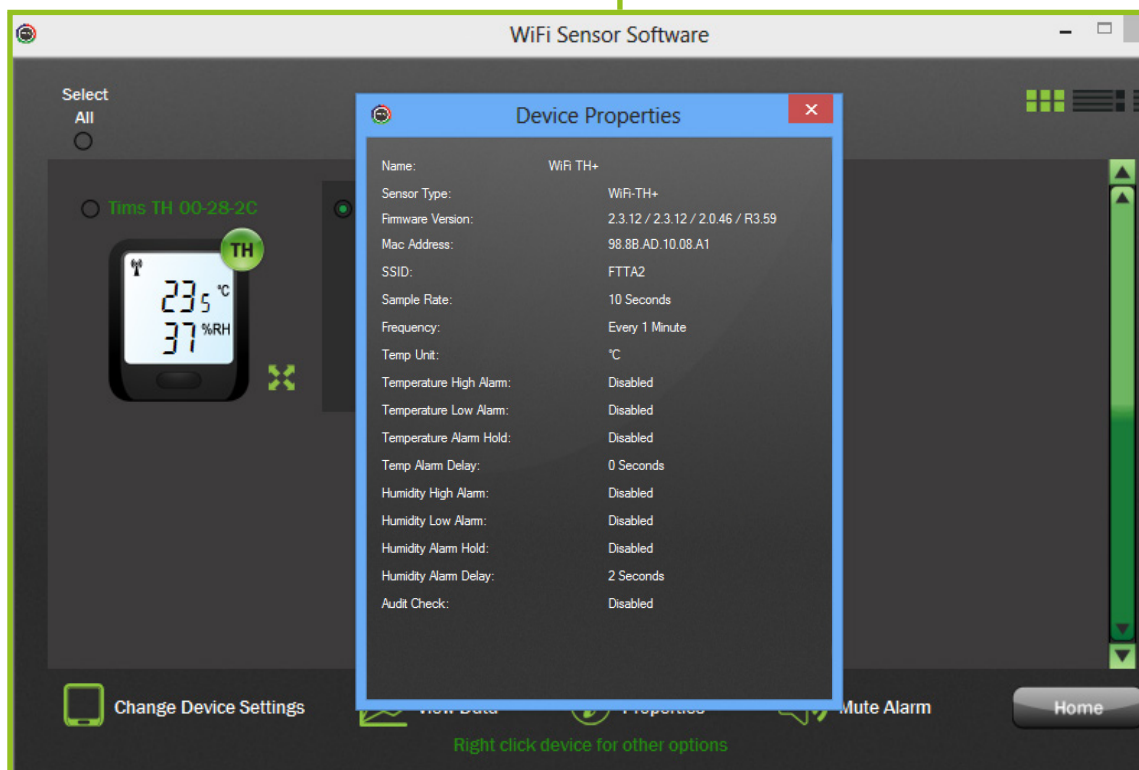 WiFi Sensor Software
Select
All
Tims TH 00-28-2C
TH
23.5 °C
37 %RH
Device Properties
Name: WiFi TH+
Sensor Type: WiFi-TH+
Firmware Version: 2.3.12 / 2.3.12 / 2.0.46 / R3.59
Mac Address: 98.8B.AD.10.08.A1
SSID: FTTA2
Sample Rate: 10 Seconds
Frequency: Every 1 Minute
Temp Unit: °C
Temperature High Alarm: Disabled
Temperature Low Alarm: Disabled
Temperature Alarm Hold: Disabled
Temp Alarm Delay: 0 Seconds
Humidity High Alarm: Disabled
Humidity Low Alarm: Disabled
Humidity Alarm Hold: Disabled
Humidity Alarm Delay: 2 Seconds
Audit Check: Disabled
Change Device Settings View Data Properties Mute Alarm Home
Right click device for other options